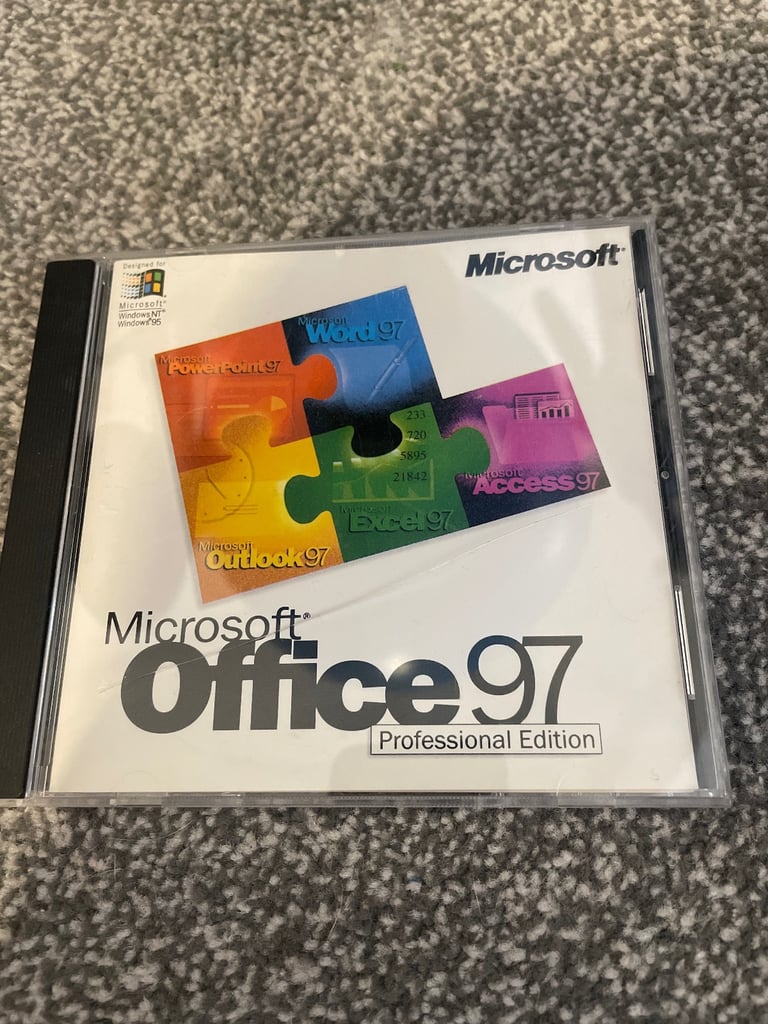 Designed for
Microsoft®
Windows NT®
Windows®95
Microsoft®
Microsoft
Word 97
Microsoft
PowerPoint 97
233
720
5895
21842
Microsoft
Access 97
Microsoft
Excel 97
Microsoft
Outlook 97
Microsoft®
Office 97
Professional Edition